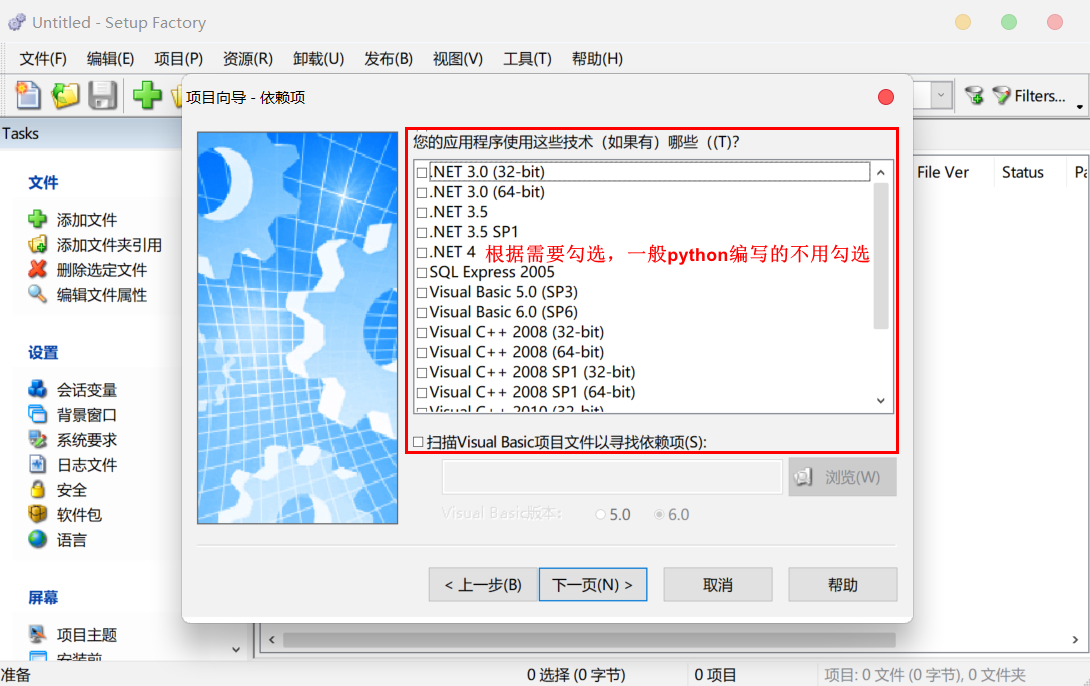 Untitled - Setup Factory
文件(F) 编辑(E) 项目(P) 资源(R) 卸载(U) 发布(B) 视图(V) 工具(T) 帮助(H)
Filters...
Tasks
文件
添加文件
添加文件夹引用
删除选定文件
编辑文件属性
设置
会话变量
背景窗口
系统要求
日志文件
安全
软件包
语言
屏幕
项目主题
安装前
File Ver Status Pa
项目向导 - 依赖项
您的应用程序使用这些技术（如果有）哪些（(T)?
.NET 3.0 (32-bit)
.NET 3.0 (64-bit)
.NET 3.5
.NET 3.5 SP1
.NET 4
根据需要勾选，一般python编写的不用勾选
SQL Express 2005
Visual Basic 5.0 (SP3)
Visual Basic 6.0 (SP6)
Visual C++ 2008 (32-bit)
Visual C++ 2008 (64-bit)
Visual C++ 2008 SP1 (32-bit)
Visual C++ 2008 SP1 (64-bit)
Visual C++ 2010 (32-bit)
扫描Visual Basic项目文件以寻找依赖项(S):
浏览(W)
Visual Basic版本: 5.0 6.0
< 上一步(B) 下一页(N) > 取消 帮助
准备 0 选择 (0 字节) 0 项目 项目: 0 文件 (0 字节), 0 文件夹